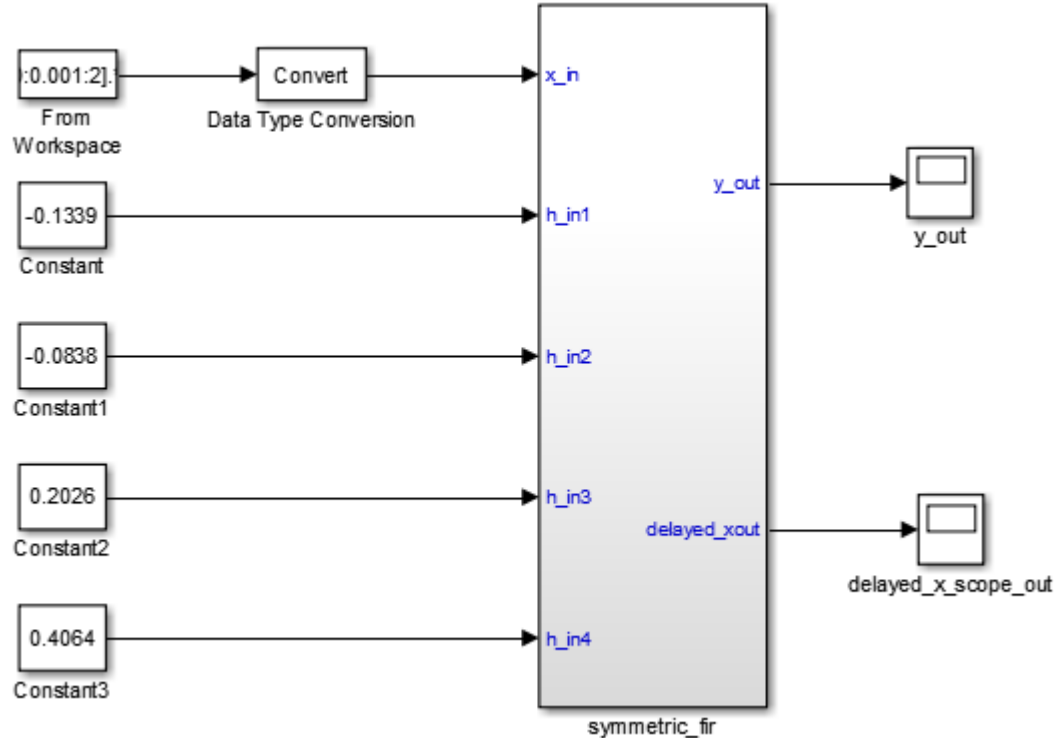 ):0.001:2].'
From
Workspace
Convert
Data Type Conversion
x_in
-0.1339
Constant
h_in1
y_out
y_out
-0.0838
Constant1
h_in2
0.2026
Constant2
h_in3
delayed_xout
delayed_x_scope_out
0.4064
Constant3
h_in4
symmetric_fir